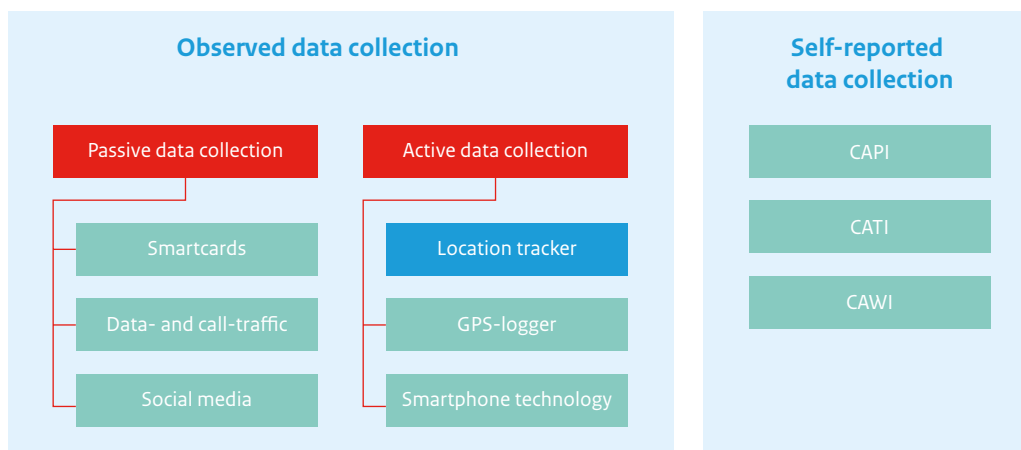 Observed data collection
Passive data collection
Smartcards
Data- and call-traffic
Social media
Active data collection
Location tracker
GPS-logger
Smartphone technology
Self-reported
data collection
CAPI
CATI
CAWI